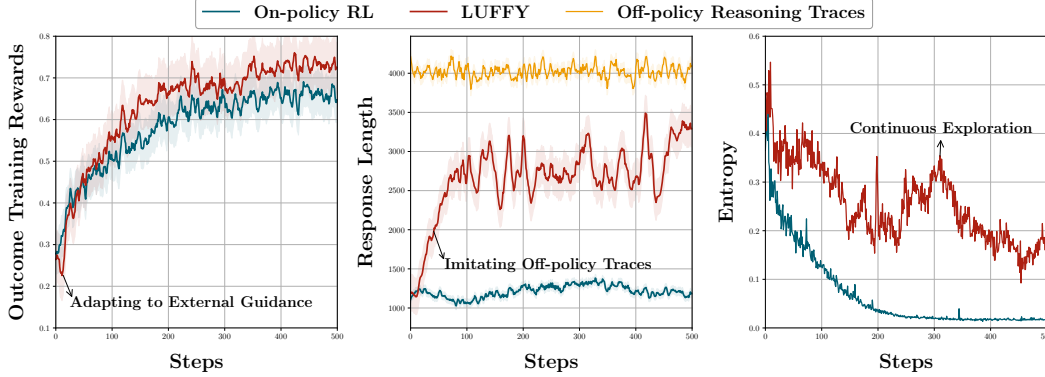 On-policy RL LUFFY Off-policy Reasoning Traces
Outcome Training Rewards
0.8
0.7
0.6
0.5
0.4
0.3
0.2
0.1
Adapting to External Guidance
0 100 200 300 400 500
Steps
Response Length
4000
3500
3000
2500
2000
1500
1000
Imitating Off-policy Traces
0 100 200 300 400 500
Steps
Entropy
0.6
0.5
0.4
0.3
0.2
0.1
0.0
Continuous Exploration
0 100 200 300 400 500
Steps